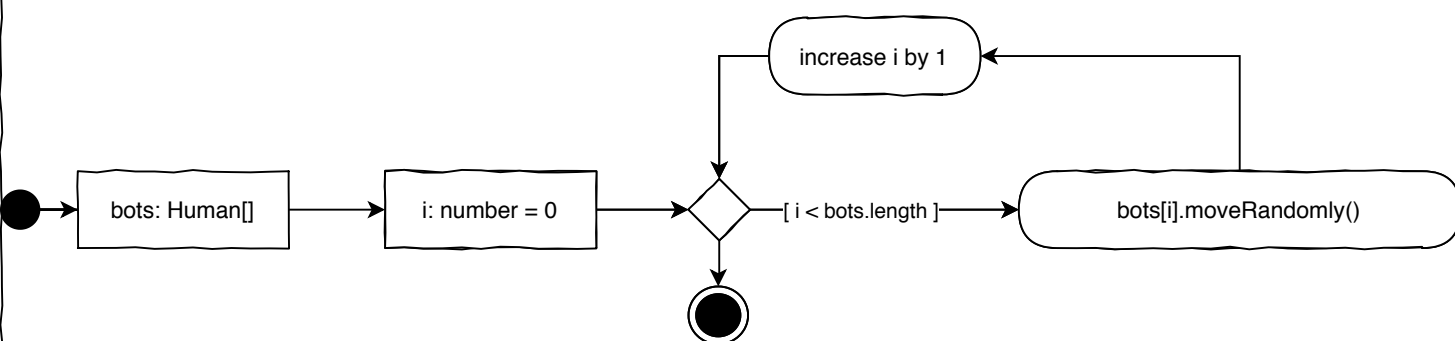 increase i by 1
bots: Human[]
i: number = 0
[ i < bots.length ]
bots[i].moveRandomly()